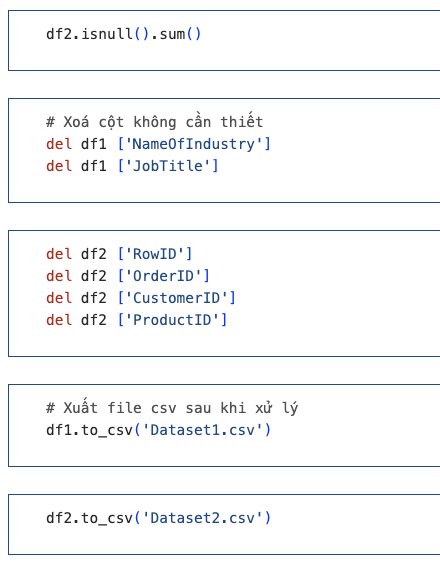 df2.isnull().sum()
# Xoá cột không cần thiết
del df1 ['NameOfIndustry']
del df1 ['JobTitle']
del df2 ['RowID']
del df2 ['OrderID']
del df2 ['CustomerID']
del df2 ['ProductID']
# Xuất file csv sau khi xử lý
df1.to_csv('Dataset1.csv')
df2.to_csv('Dataset2.csv')